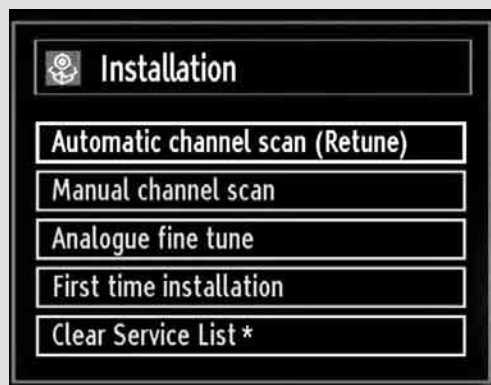 Installation
Automatic channel scan (Retune)
Manual channel scan
Analogue fine tune
First time installation
Clear Service List *